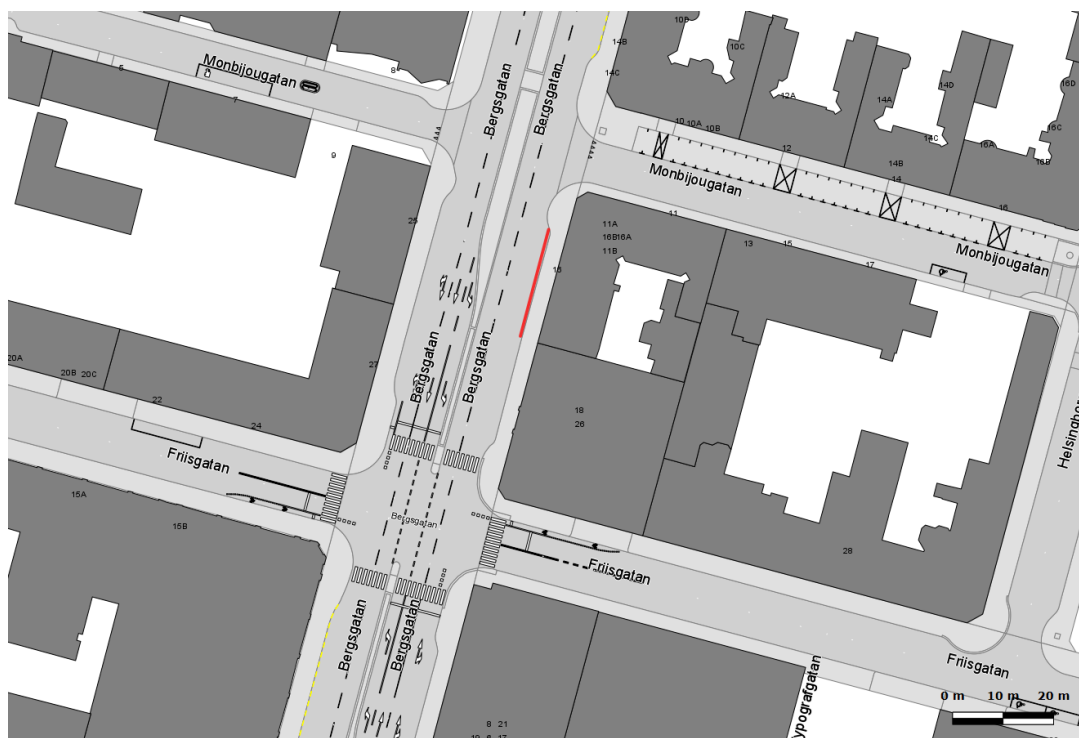 10D
14B
10C
14C
8
Monbijougatan
5
7
Bergsgatan
Bergsgatan
12A
14A
14D
16D
44A
9
10
10A
10B
12
14C
16C
16A
16B
14B
14
16
Monbijougatan
Monbijougatan
11
13
15
17
25
11A
16B16A
11B
Bergsgatan
Bergsgatan
27
20A
20B
20C
22
24
18
26
Friisgatan
15A
15B
Bergsgatan
Helsingbor
28
Friisgatan
Bergsgatan
Bergsgatan
Friisgatan
Typografgatan
0 m
10 m
20 m
8
21